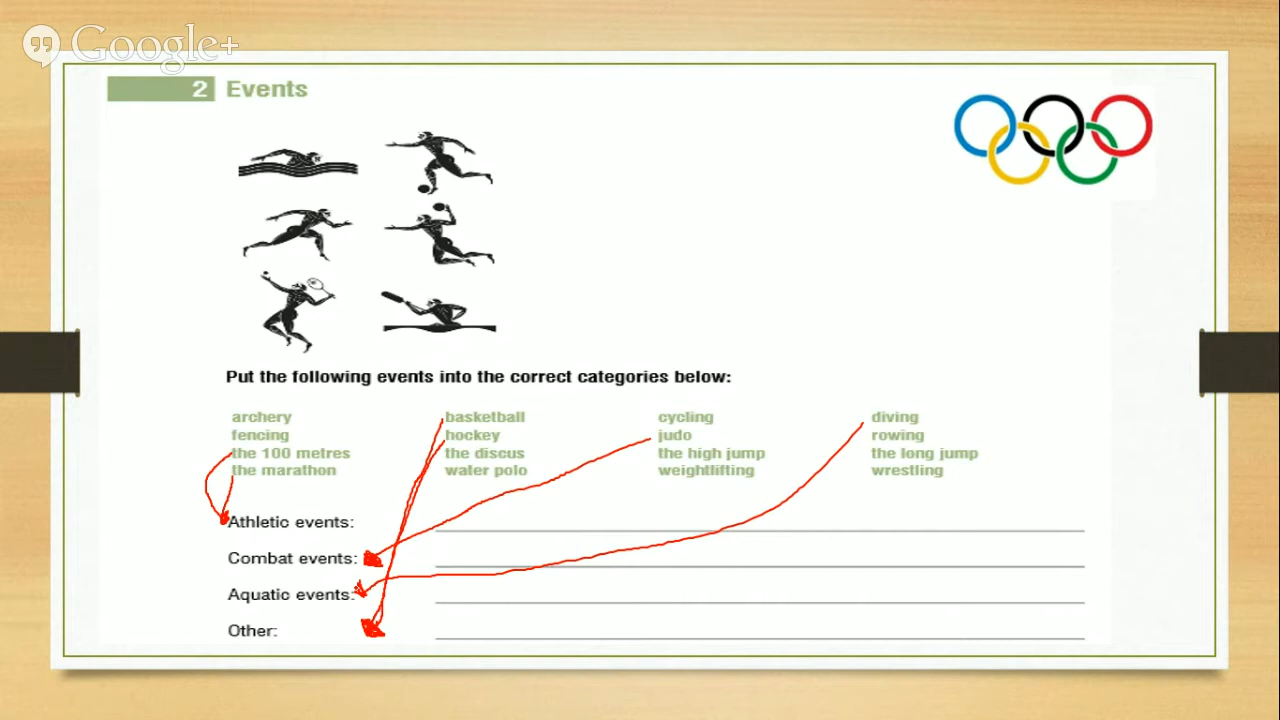 Google+
2 Events
Put the following events into the correct categories below:
archery basketball cycling diving
fencing hockey judo rowing
the 100 metres the discus the high jump the long jump
the marathon water polo weightlifting wrestling
Athletic events:
Combat events:
Aquatic events:
Other: